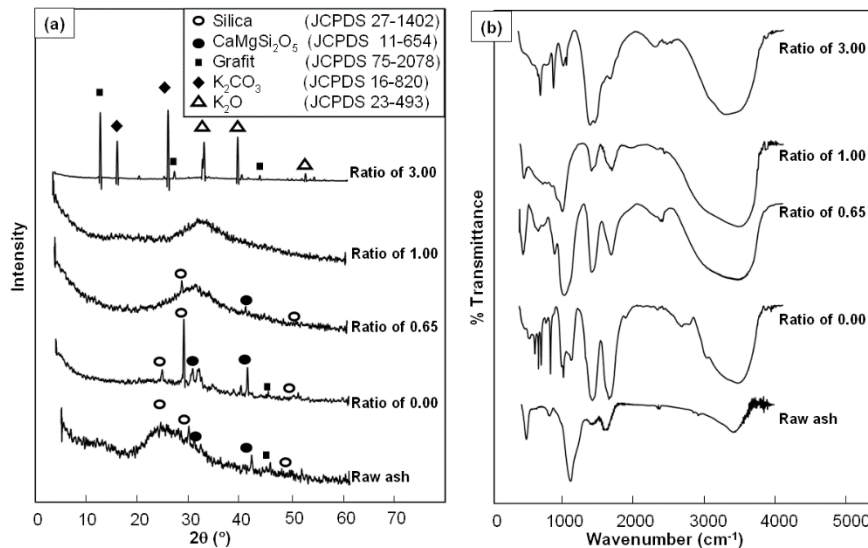 (a)
Silica (JCPDS 27-1402)
CaMgSi₂O₅ (JCPDS 11-654)
Grafit (JCPDS 75-2078)
K₂CO₃ (JCPDS 16-820)
K₂O (JCPDS 23-493)
Ratio of 3.00
Ratio of 1.00
Ratio of 0.65
Ratio of 0.00
Raw ash
Intensity
0 10 20 30 40 50 60 70
2θ (°)
(b)
Ratio of 3.00
Ratio of 1.00
Ratio of 0.65
Ratio of 0.00
Raw ash
% Transmittance
1000 2000 3000 4000 5000
Wavenumber (cm⁻¹)